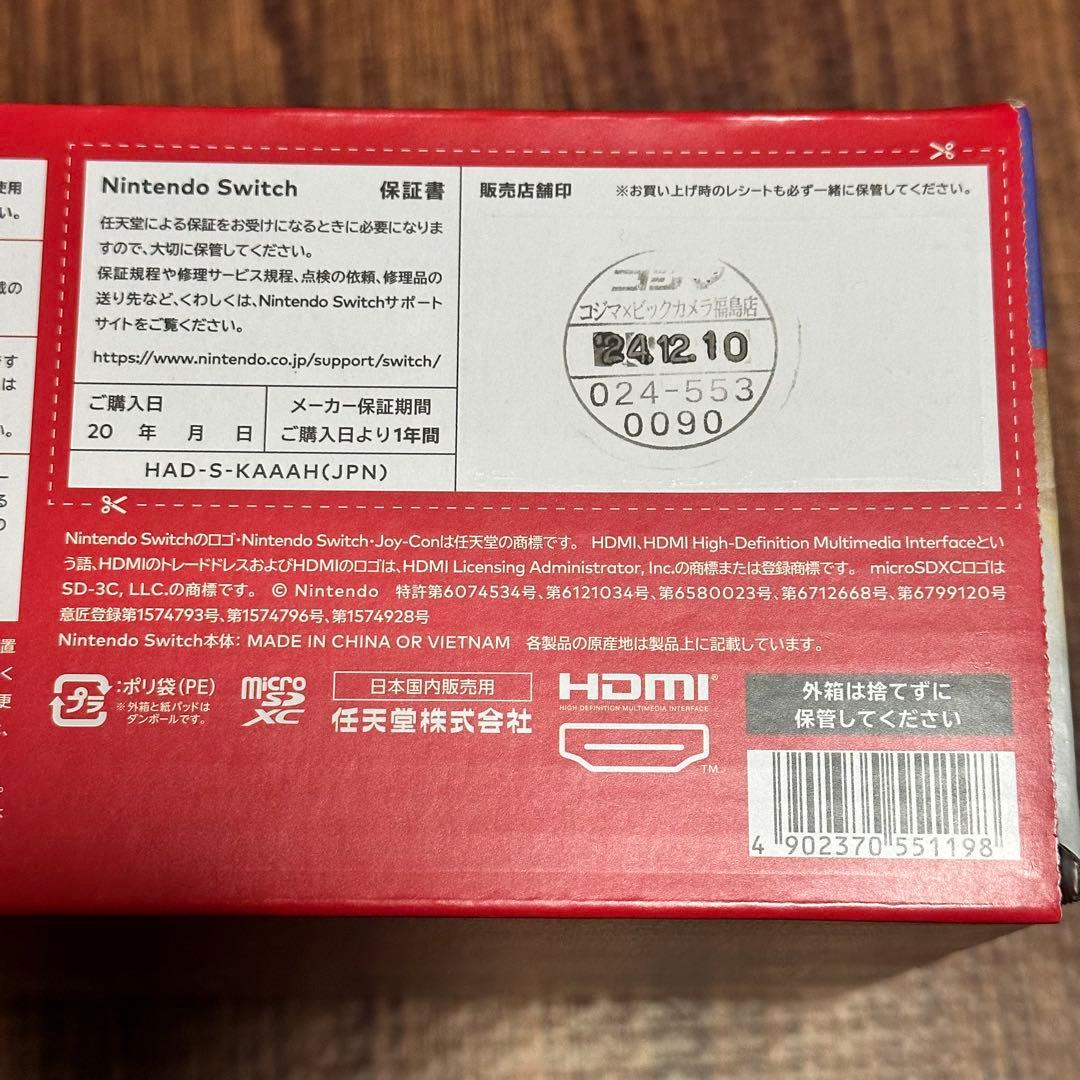 Nintendo Switch 保証書
任天堂による保証をお受けになるときに必要になりま
すので、大切に保管してください。
保証規程や修理サービス規程、点検の依頼、修理品の
送り先など、くわしくは、Nintendo Switchサポート
サイトをご覧ください。
https://www.nintendo.co.jp/support/switch/
ご購入日
20 年 月 日
メーカー保証期間
ご購入日より1年間
HAD-S-KAAAH(JPN)
販売店舗印 ※お買い上げ時のレシートも必ず一緒に保管してください。
コジマ
コジマ×ビックカメラ福島店
24.12.10
024-553
0090
Nintendo Switchのロゴ・Nintendo Switch・Joy-Conは任天堂の商標です。 HDMI、HDMI High-Definition Multimedia Interfaceとい
う語、HDMIのトレードドレスおよびHDMIのロゴは、HDMI Licensing Administrator, Inc.の商標または登録商標です。 microSDXCロゴは
SD-3C, LLC.の商標です。 © Nintendo 特許第6074534号、第6121034号、第6580023号、第6712668号、第6799120号
意匠登録第1574793号、第1574796号、第1574928号
Nintendo Switch本体: MADE IN CHINA OR VIETNAM 各製品の原産地は製品上に記載しています。
プラ
:ポリ袋(PE)
※外箱と紙パッドは
ダンボールです。
micro
SD
XC
日本国内販売用
任天堂株式会社
HDMI®
HIGH-DEFINITION MULTIMEDIA INTERFACE
TM
外箱は捨てずに
保管してください
4 902370 551198